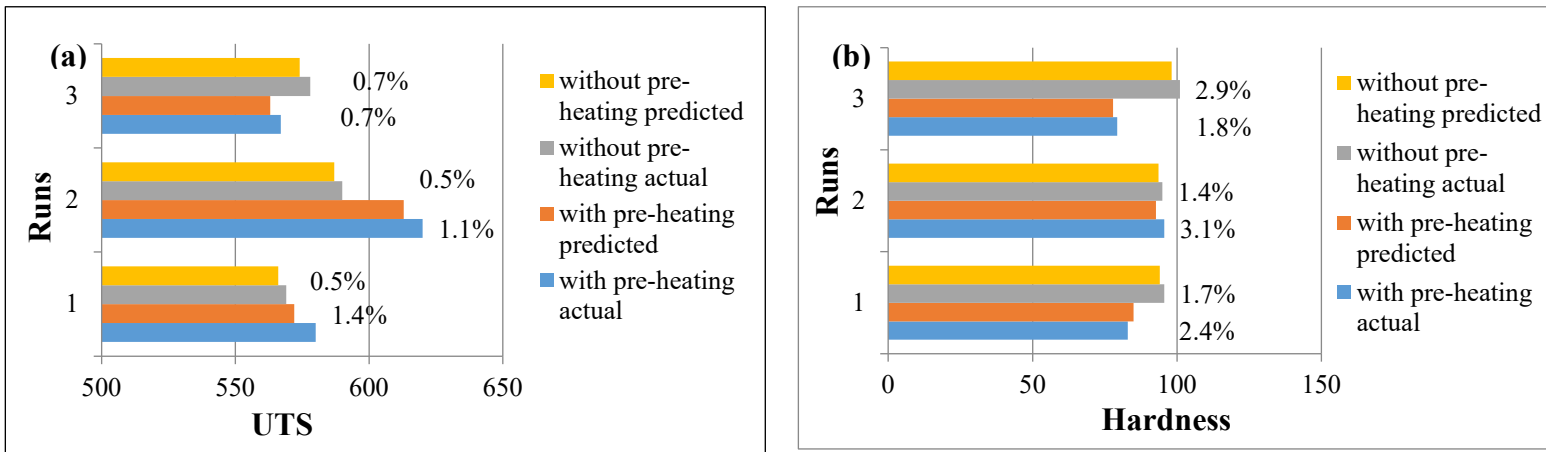 (a)
Runs
3
2
1
0.7%
0.7%
0.5%
1.1%
0.5%
1.4%
500
550
600
650
UTS
without pre-
heating predicted
without pre-
heating actual
with pre-heating
predicted
with pre-heating
actual
(b)
Runs
3
2
1
2.9%
1.8%
1.4%
3.1%
1.7%
2.4%
0
50
100
150
Hardness
without pre-
heating predicted
without pre-
heating actual
with pre-heating
predicted
with pre-heating
actual